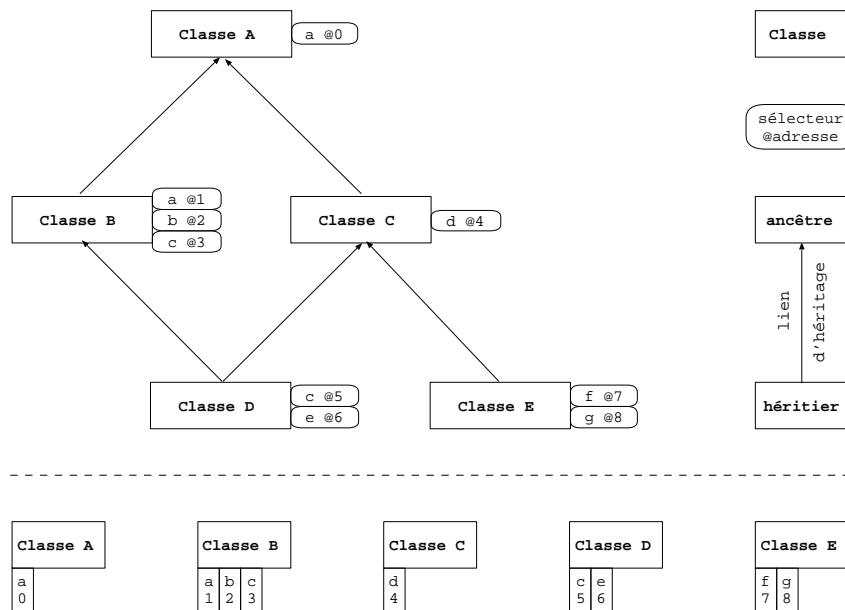 Classe A
a @0
Classe
sélecteur
@adresse
Classe B
a @1
b @2
c @3
Classe C
d @4
ancêtre
lien
d'héritage
Classe D
c @5
e @6
Classe E
f @7
g @8
héritier
Classe A
a
0
Classe B
a b c
1 2 3
Classe C
d
4
Classe D
c e
5 6
Classe E
f g
7 8